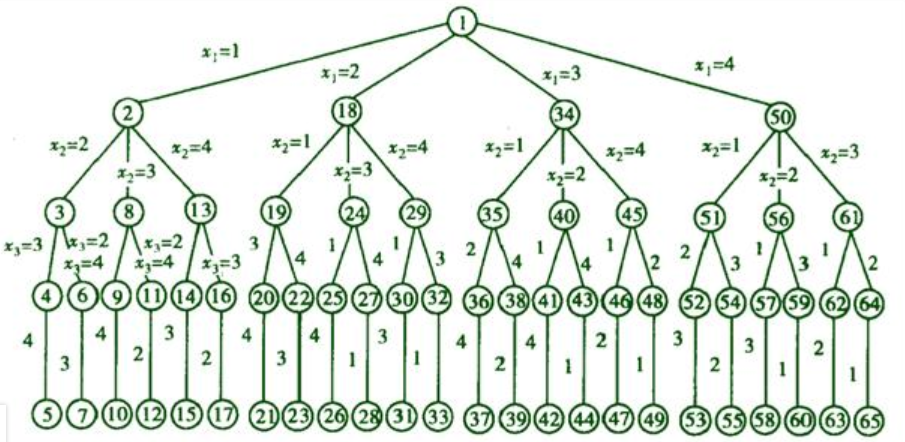 1
x₁=1 x₁=2 x₁=3 x₁=4
2 18 34 50
x₂=2 x₂=3 x₂=4 x₂=1 x₂=3 x₂=4 x₂=1 x₂=2 x₂=4 x₂=1 x₂=2 x₂=3
3 8 13 19 24 29 35 40 45 51 56 61
x₃=3 x₃=2 x₃=4 x₃=2 x₃=4 x₃=3 3 4 1 4 1 3 2 4 1 4 1 2 2 3 1 3 1 2
4 6 9 11 14 16 20 22 25 27 30 32 36 38 41 43 46 48 52 54 57 59 62 64
4 3 4 2 3 2 4 3 4 1 3 1 4 2 4 1 2 1 3 2 3 1 2 1
5 7 10 12 15 17 21 23 26 28 31 33 37 39 42 44 47 49 53 55 58 60 63 65